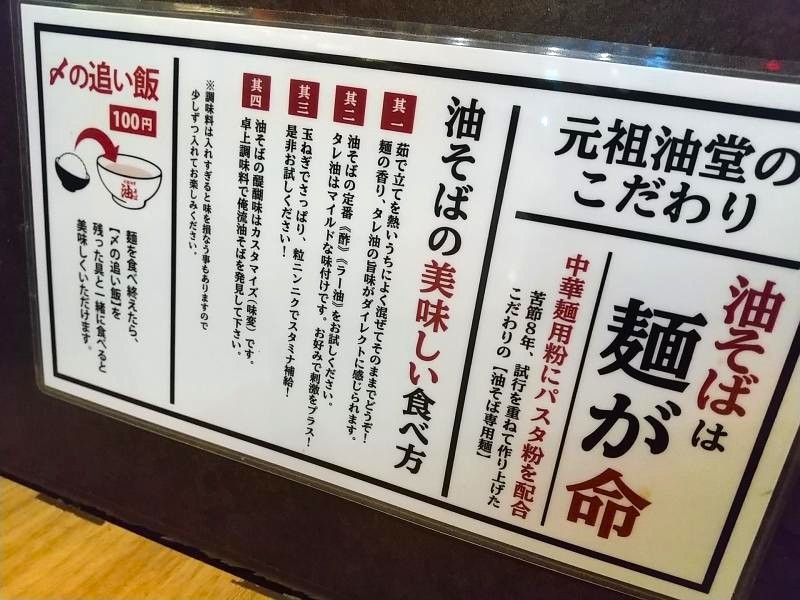 元祖油堂の
こだわり
油そばは
麺が命
中華麺用粉にパスタ粉を配合
苦節8年、試行を重ねて作り上げた
こだわりの【油そば専用麺】
油そばの美味しい食べ方
其一
茹で立てを熱いうちによく混ぜてそのままでどうぞ！
麺の香り、タレ油の旨味がダイレクトに感じられます。
其二
油そばの定番《酢》《ラー油》をお試しください。
タレ油はマイルドな味付けです。お好みで刺激をプラス！
其三
玉ねぎでさっぱり、粒ニンニクでスタミナ補給！
是非お試しください！
其四
油そばの醍醐味はカスタマイズ（味変）です。
卓上調味料で俺流油そばを発見して下さい。
※調味料は入れすぎると味を損なう事もありますので
少しずつ入れてお楽しみください。
〆の追い飯
100円
油
麺を食べ終えたら、
【〆の追い飯】を
残った具と一緒に食べると
美味しくいただけます。